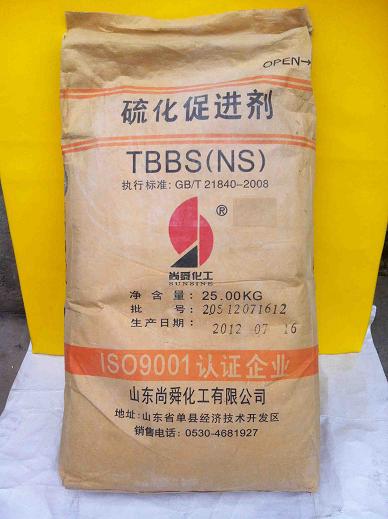 OPEN→
硫化促进剂
TBBS(NS)
执行标准: GB/T 21840-2008
®
尚舜化工
SUNSINE
净 含 量: 25.00KG
批 号: 20512071612
生产日期: 2012 07 16
ISO9001认证企业
山东尚舜化工有限公司
地址: 山东省单县经济技术开发区
销售电话: 0530-4681927